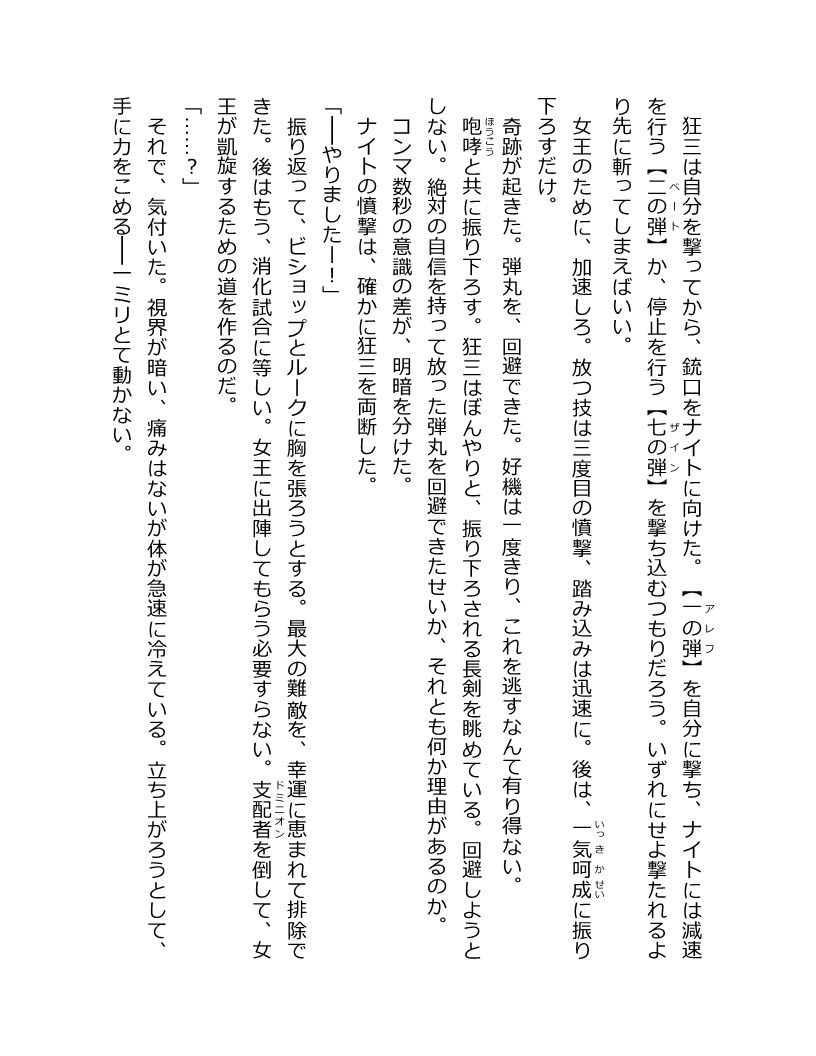 狂三は自分を撃ってから、銃口をナイトに向けた。【一の弾】を自分に撃ち、ナイトには減速
アレフ
を行う【二の弾】か、停止を行う【七の弾】を撃ち込むつもりだろう。いずれにせよ撃たれるよ
ベート
ザイン
り先に斬ってしまえばいい。
女王のために、加速しろ。放つ技は三度目の憤撃、踏み込みは迅速に。後は、一気呵成に振り
いっきかせい
下ろすだけ。
奇跡が起きた。弾丸を、回避できた。好機は一度きり、これを逃すなんて有り得ない。
咆哮と共に振り下ろす。狂三はぼんやりと、振り下ろされる長剣を眺めている。回避しようと
ほうこう
しない。絶対の自信を持って放った弾丸を回避できたせいか、それとも何か理由があるのか。
コンマ数秒の意識の差が、明暗を分けた。
ナイトの憤撃は、確かに狂三を両断した。
「――やりましたー！」
振り返って、ビショップとルークに胸を張ろうとする。最大の難敵を、幸運に恵まれて排除で
きた。後はもう、消化試合に等しい。女王に出陣してもらう必要すらない。支配者を倒して、女
ドミニオン
王が凱旋するための道を作るのだ。
「……？」
それで、気付いた。視界が暗い、痛みはないが体が急速に冷えている。立ち上がろうとして、
手に力をこめる――一ミリとて動かない。